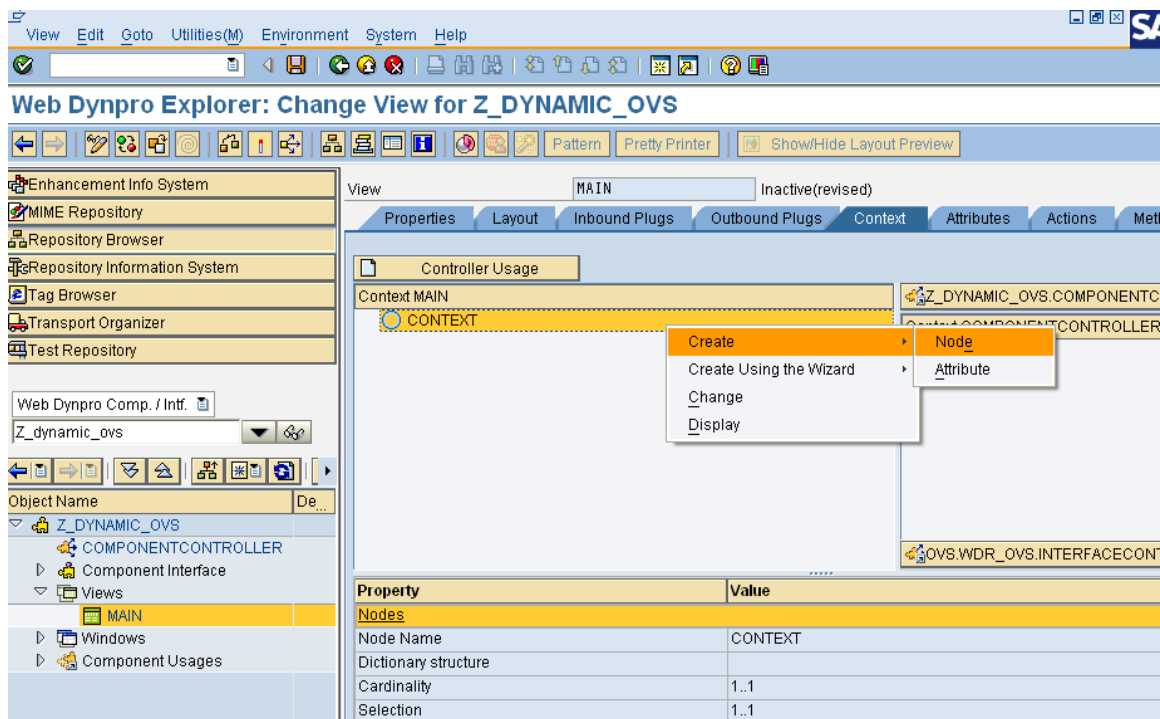 View Edit Goto Utilities(M) Environment System Help
Web Dynpro Explorer: Change View for Z_DYNAMIC_OVS
Pattern Pretty Printer Show/Hide Layout Preview
Enhancement Info System
MIME Repository
Repository Browser
Repository Information System
Tag Browser
Transport Organizer
Test Repository
Web Dynpro Comp. / Intf.
Z_dynamic_ovs
Object Name De...
Z_DYNAMIC_OVS
COMPONENTCONTROLLER
Component Interface
Views
MAIN
Windows
Component Usages
View MAIN Inactive(revised)
Properties Layout Inbound Plugs Outbound Plugs Context Attributes Actions Met
Controller Usage
Context MAIN
CONTEXT
Z_DYNAMIC_OVS.COMPONENTC
Context COMPONENTCONTROLLER
Create
Create Using the Wizard
Change
Display
Node
Attribute
OVS.WDR_OVS.INTERFACECON
Property Value
Nodes
Node Name CONTEXT
Dictionary structure
Cardinality 1..1
Selection 1..1